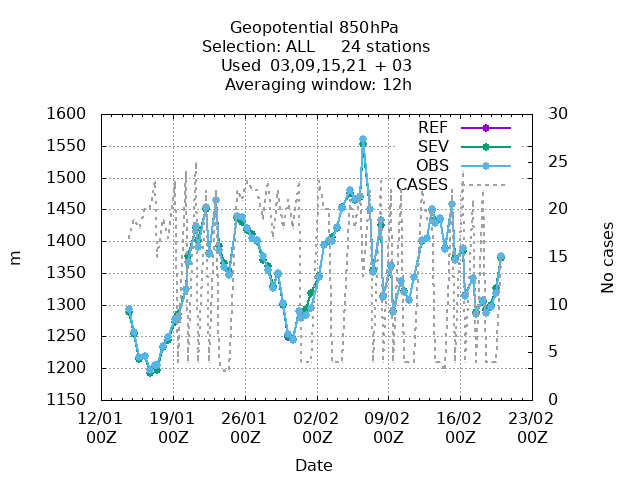 Geopotential 850hPa
Selection: ALL 24 stations
Used 03,09,15,21 + 03
Averaging window: 12h
1600
1550
1500
1450
1400
1350
1300
1250
1200
1150
m
30
25
20
15
10
5
0
No cases
REF
SEV
OBS
CASES
12/01 19/01 26/01 02/02 09/02 16/02 23/02
00Z 00Z 00Z 00Z 00Z 00Z 00Z
Date